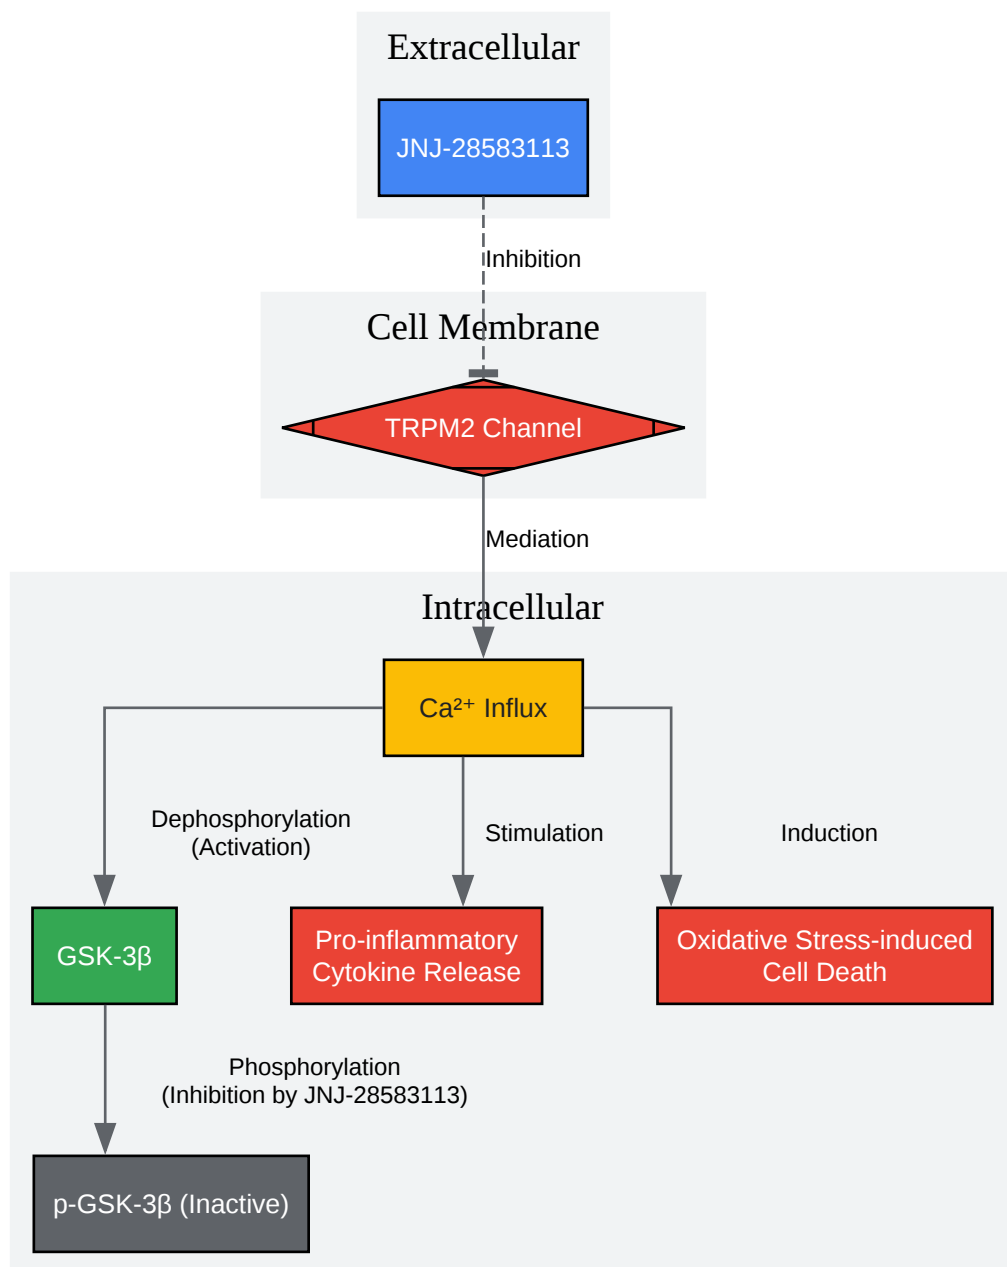 Extracellular
JNJ-28583113
Inhibition
Cell Membrane
TRPM2 Channel
Mediation
Intracellular
Ca²⁺ Influx
Dephosphorylation
(Activation)
Stimulation
Induction
GSK-3β
Pro-inflammatory
Cytokine Release
Oxidative Stress-induced
Cell Death
Phosphorylation
(Inhibition by JNJ-28583113)
p-GSK-3β (Inactive)